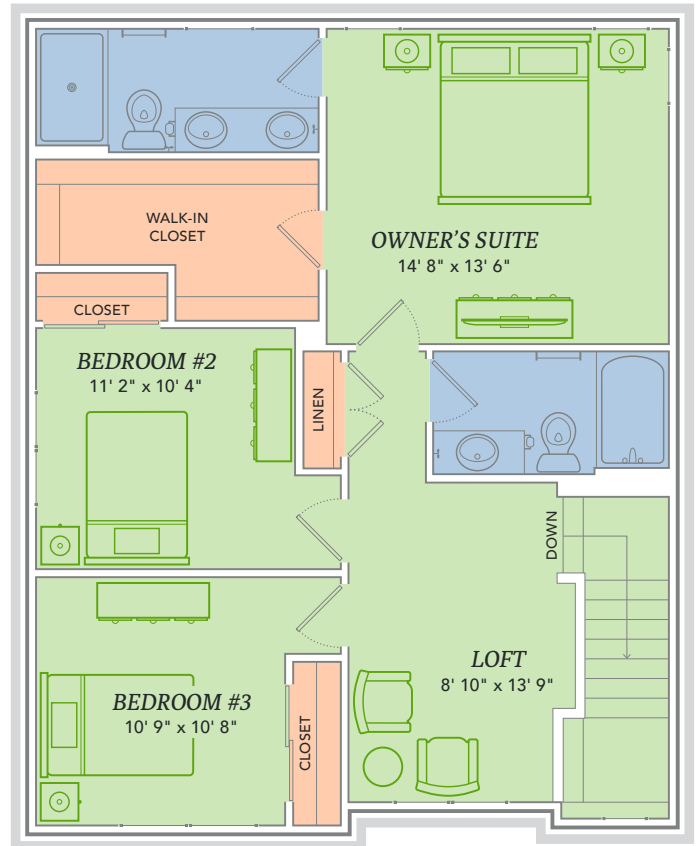 WALK-IN
CLOSET
OWNER'S SUITE
14' 8" x 13' 6"
CLOSET
BEDROOM #2
11' 2" x 10' 4"
LINEN
DOWN
LOFT
8' 10" x 13' 9"
BEDROOM #3
10' 9" x 10' 8"
CLOSET